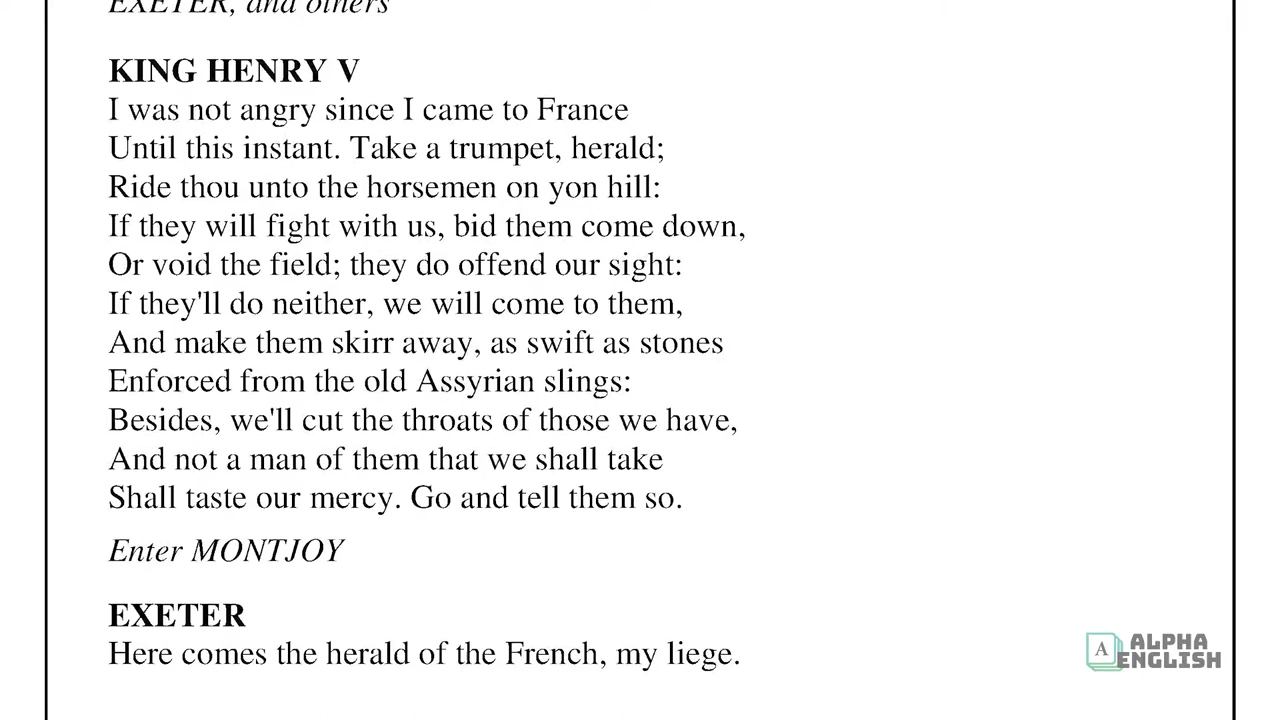 EXETER, and others
KING HENRY V
I was not angry since I came to France
Until this instant. Take a trumpet, herald;
Ride thou unto the horsemen on yon hill:
If they will fight with us, bid them come down,
Or void the field; they do offend our sight:
If they'll do neither, we will come to them,
And make them skirr away, as swift as stones
Enforced from the old Assyrian slings:
Besides, we'll cut the throats of those we have,
And not a man of them that we shall take
Shall taste our mercy. Go and tell them so.
Enter MONTJOY
EXETER
Here comes the herald of the French, my liege.
A ALPHA
ENGLISH